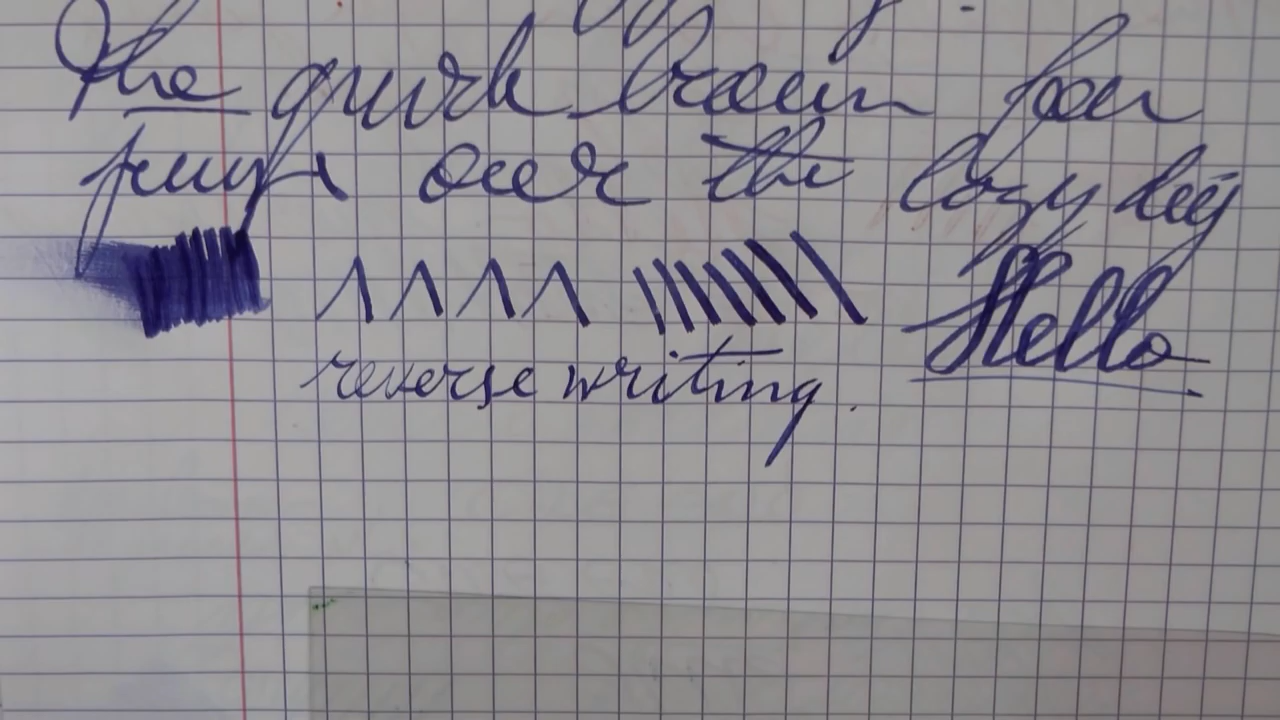 The quick brown fox
jumps over the lazy dog
Hello
reverse writing.